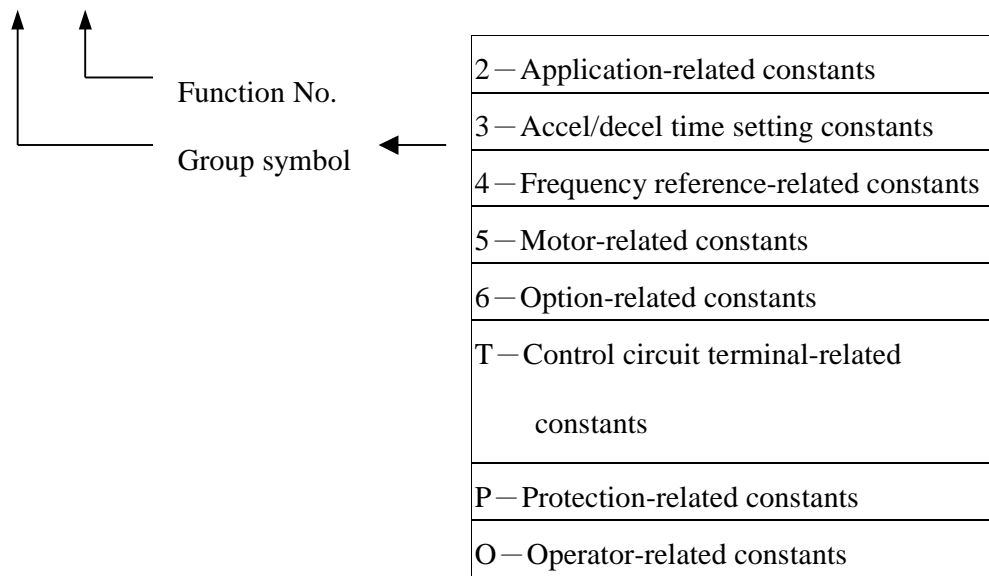 Function No.
Group symbol
2－Application-related constants
3－Accel/decel time setting constants
4－Frequency reference-related constants
5－Motor-related constants
6－Option-related constants
T－Control circuit terminal-related
constants
P－Protection-related constants
O－Operator-related constants